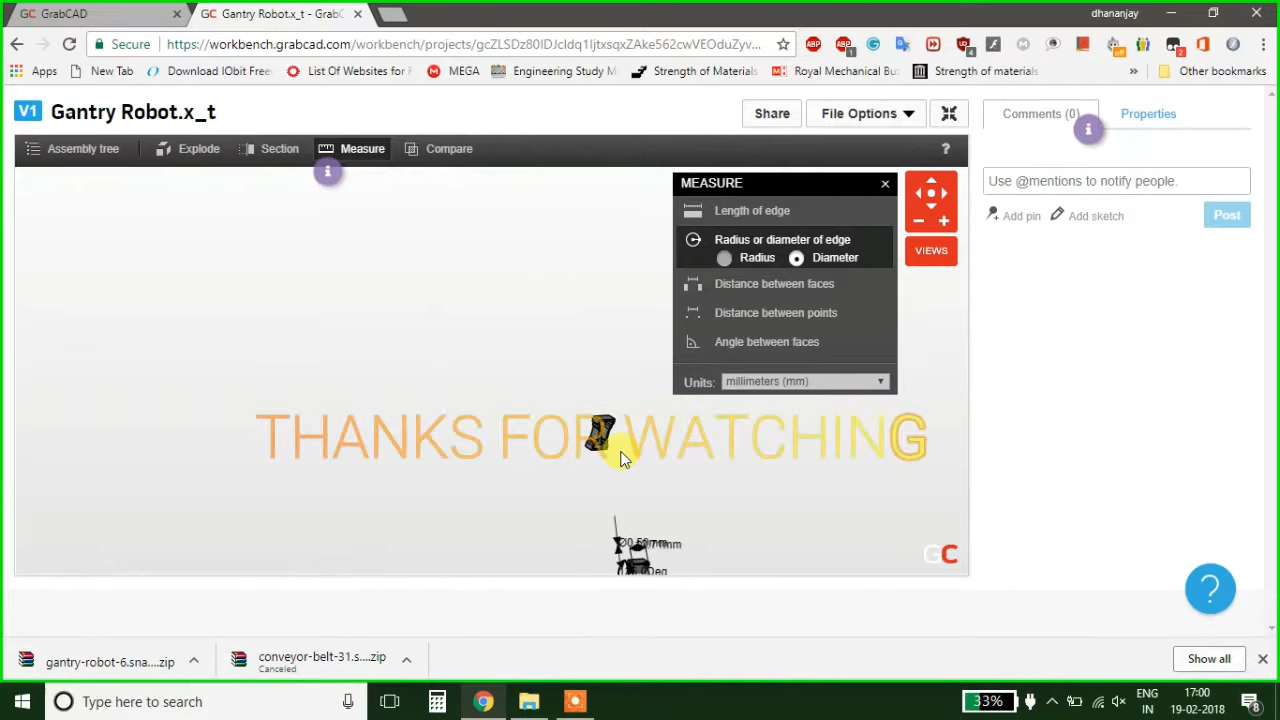 GC GrabCAD
GC Gantry Robot.x_t - GrabC
dhananjay
Secure https://workbench.grabcad.com/workbench/projects/gcZLSDz80IDJcIdq1IjtxsqXZAke562cwVEOduZyv...
Apps New Tab Download IObit Free List Of Websites for F MEGA Engineering Study M Strength of Materials Royal Mechanical Bu Strength of materials » Other bookmarks
V1 Gantry Robot.x_t Share File Options Comments (0) Properties
Assembly tree Explode Section Measure Compare ?
MEASURE
Length of edge
Radius or diameter of edge
Radius Diameter
Distance between faces
Distance between points
Angle between faces
Units: millimeters (mm)
VIEWS
Use @mentions to notify people.
Add pin Add sketch Post
THANKS FOR WATCHING
GC
?
gantry-robot-6.sna....zip
conveyor-belt-31.s....zip
Canceled
Show all
Type here to search
33%
ENG
IN
17:00
19-02-2018
8